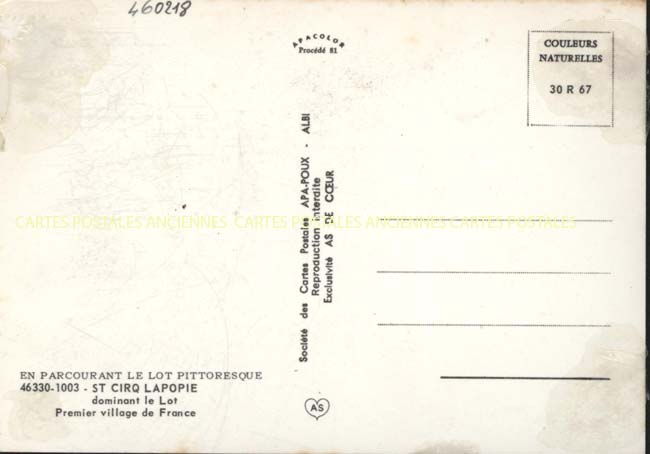 460218
APACOLOR
Procédé 81
COULEURS
NATURELLES
30 R 67
Société des Cartes Postales APA-POUX - ALBI
Reproduction Interdite
Exclusivité AS DE CŒUR
CARTES POSTALES ANCIENNES CARTES POSTALES ANCIENNES CARTES POSTALES ANCIENNES
EN PARCOURANT LE LOT PITTORESQUE
46330-1003 - ST CIRQ LAPOPIE
dominant le Lot
Premier village de France
AS